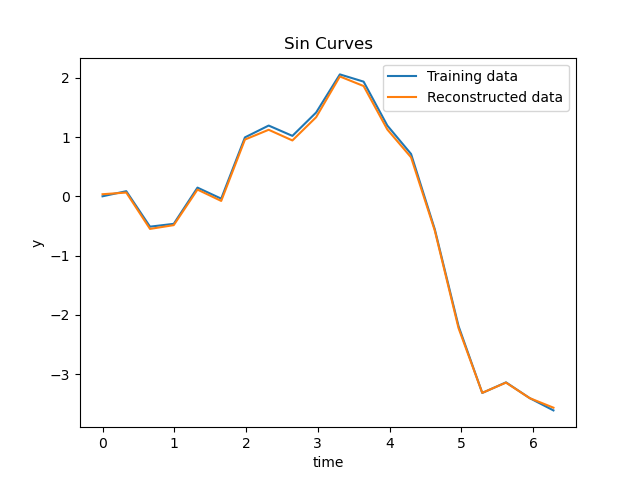 Sin Curves
Training data
Reconstructed data
2
1
0
−1
−2
−3
y
0 1 2 3 4 5 6
time